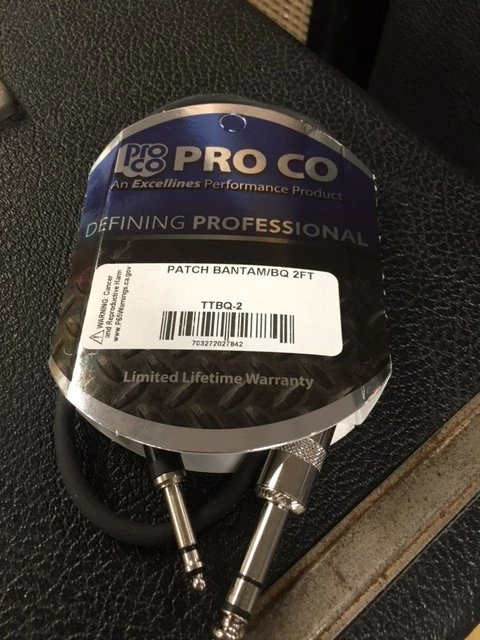 pro
co
PRO CO
An Excellines Performance Product
DEFINING PROFESSIONAL
PATCH BANTAM/BQ 2FT
TTBQ-2
703272027842
WARNING: Cancer
and Reproductive Harm
www.P65Warnings.ca.gov
Limited Lifetime Warranty